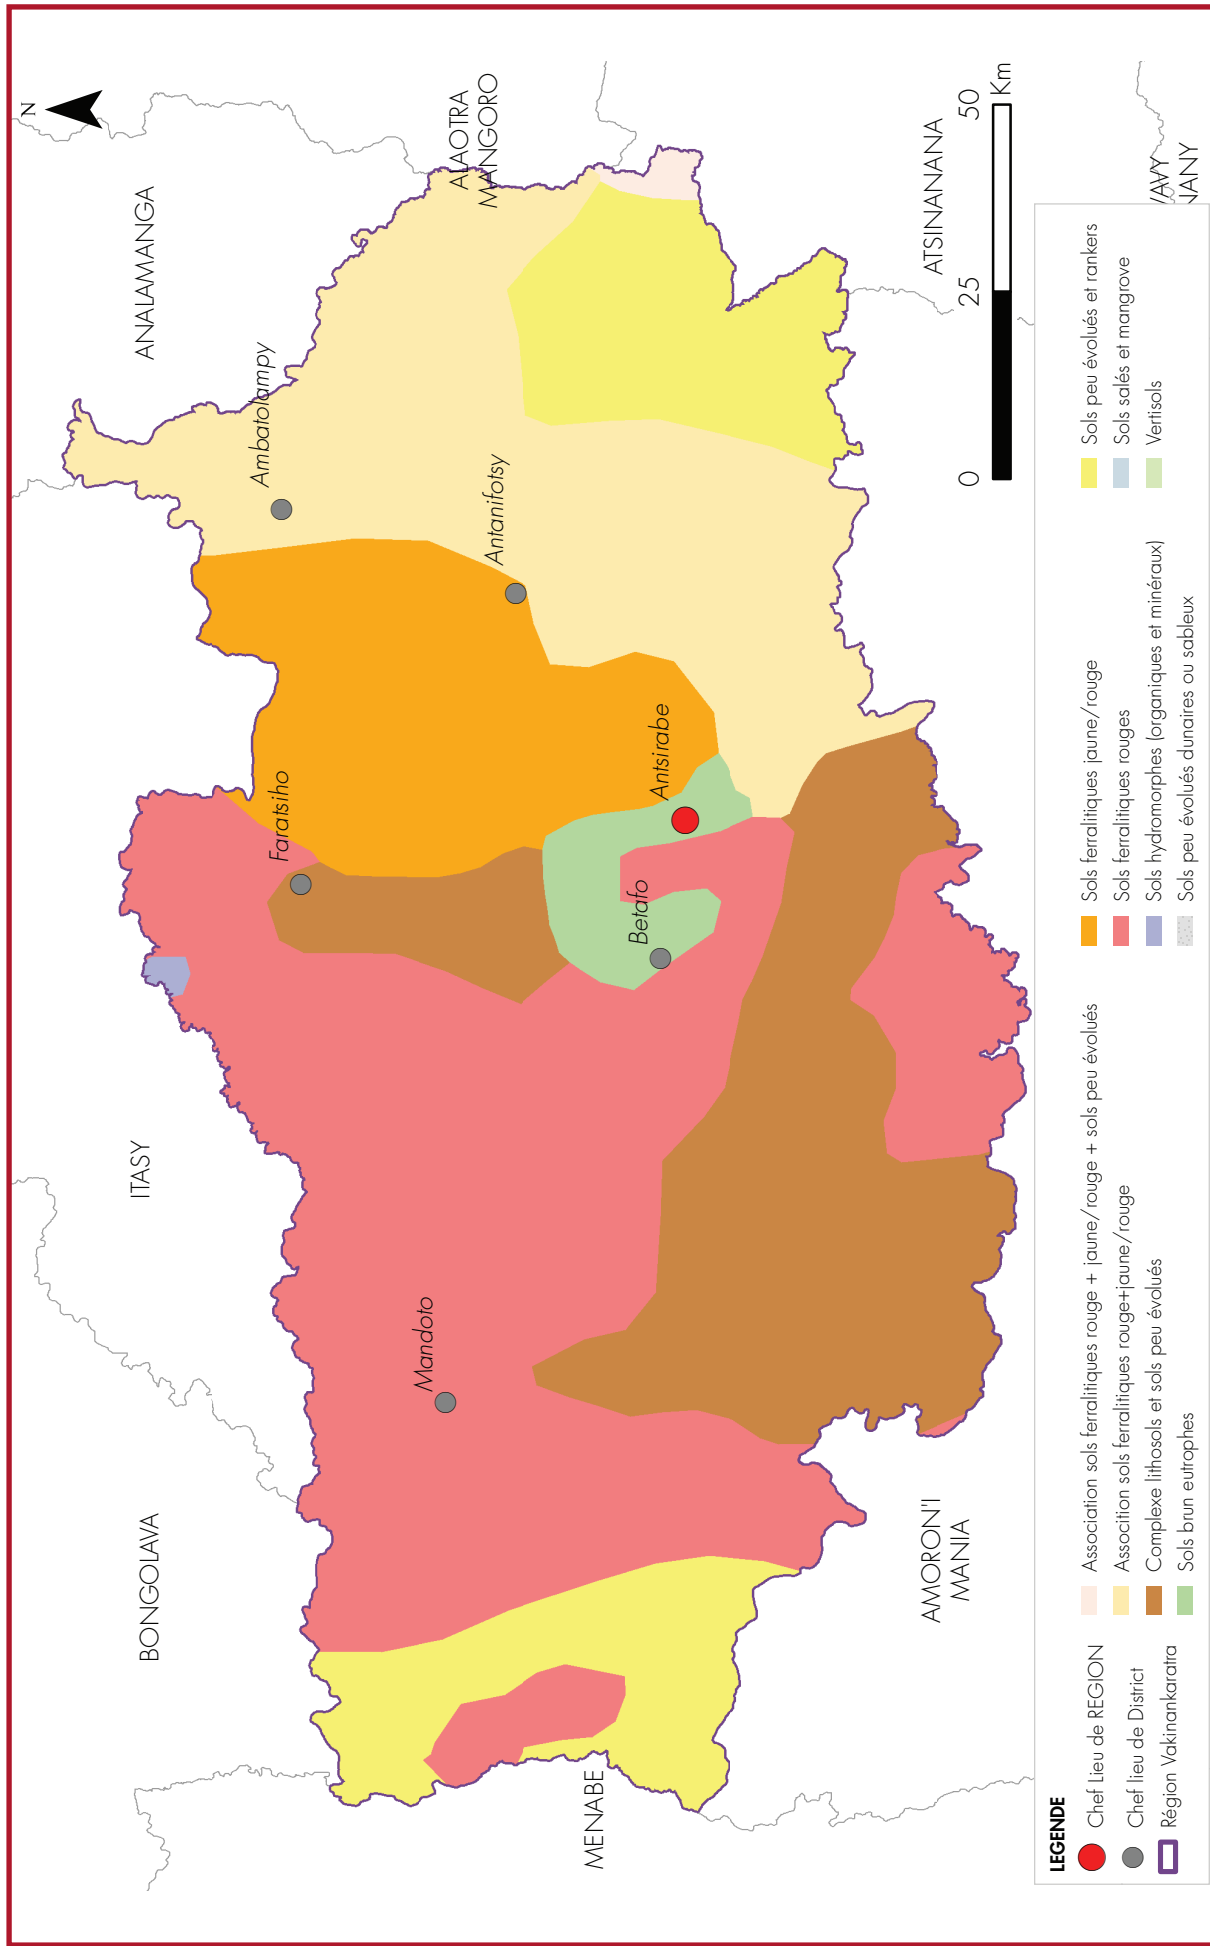 N
ANALAMANGA
ALAOTRA
MANGORO
ITASY
BONGOLAVA
Ambatolampy
Faratsiho
Antanifotsy
Mandoto
Antsirabe
Betafo
MENABE
AMORON'I
MANIA
ATSINANANA
VAVY
NANY
0 25 50
Km
LEGENDE
Chef Lieu de REGION
Chef lieu de District
Région Vakinankaratra
Association sols ferralitiques rouge + jaune/rouge + sols peu évolués
Assocition sols ferralitiques rouge+jaune/rouge
Complexe lithosols et sols peu évolués
Sols brun eutrophes
Sols ferralitiques jaune/rouge
Sols ferralitiques rouges
Sols hydromorphes (organiques et minéraux)
Sols peu évolués dunaires ou sableux
Sols peu évolués et rankers
Sols salés et mangrove
Vertisols